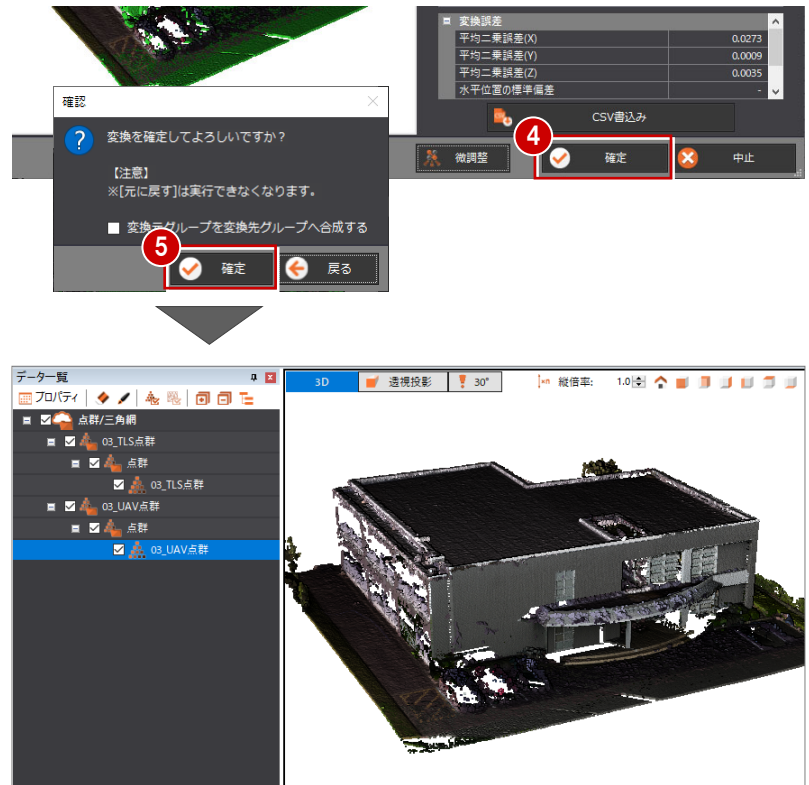 変換誤差
平均二乗誤差(X) 0.0273
平均二乗誤差(Y) 0.0009
平均二乗誤差(Z) 0.0035
水平位置の標準偏差 -
CSV書込み
4
微調整 確定 中止
確認
変換を確定してよろしいですか?
【注意】
※[元に戻す]は実行できなくなります。
変換元グループを変換先グループへ合成する
5
確定 戻る
データ一覧
プロパティ
点群/三角網
03_TLS点群
点群
03_TLS点群
03_UAV点群
点群
03_UAV点群
3D 透視投影 30° 縦倍率: 1.0